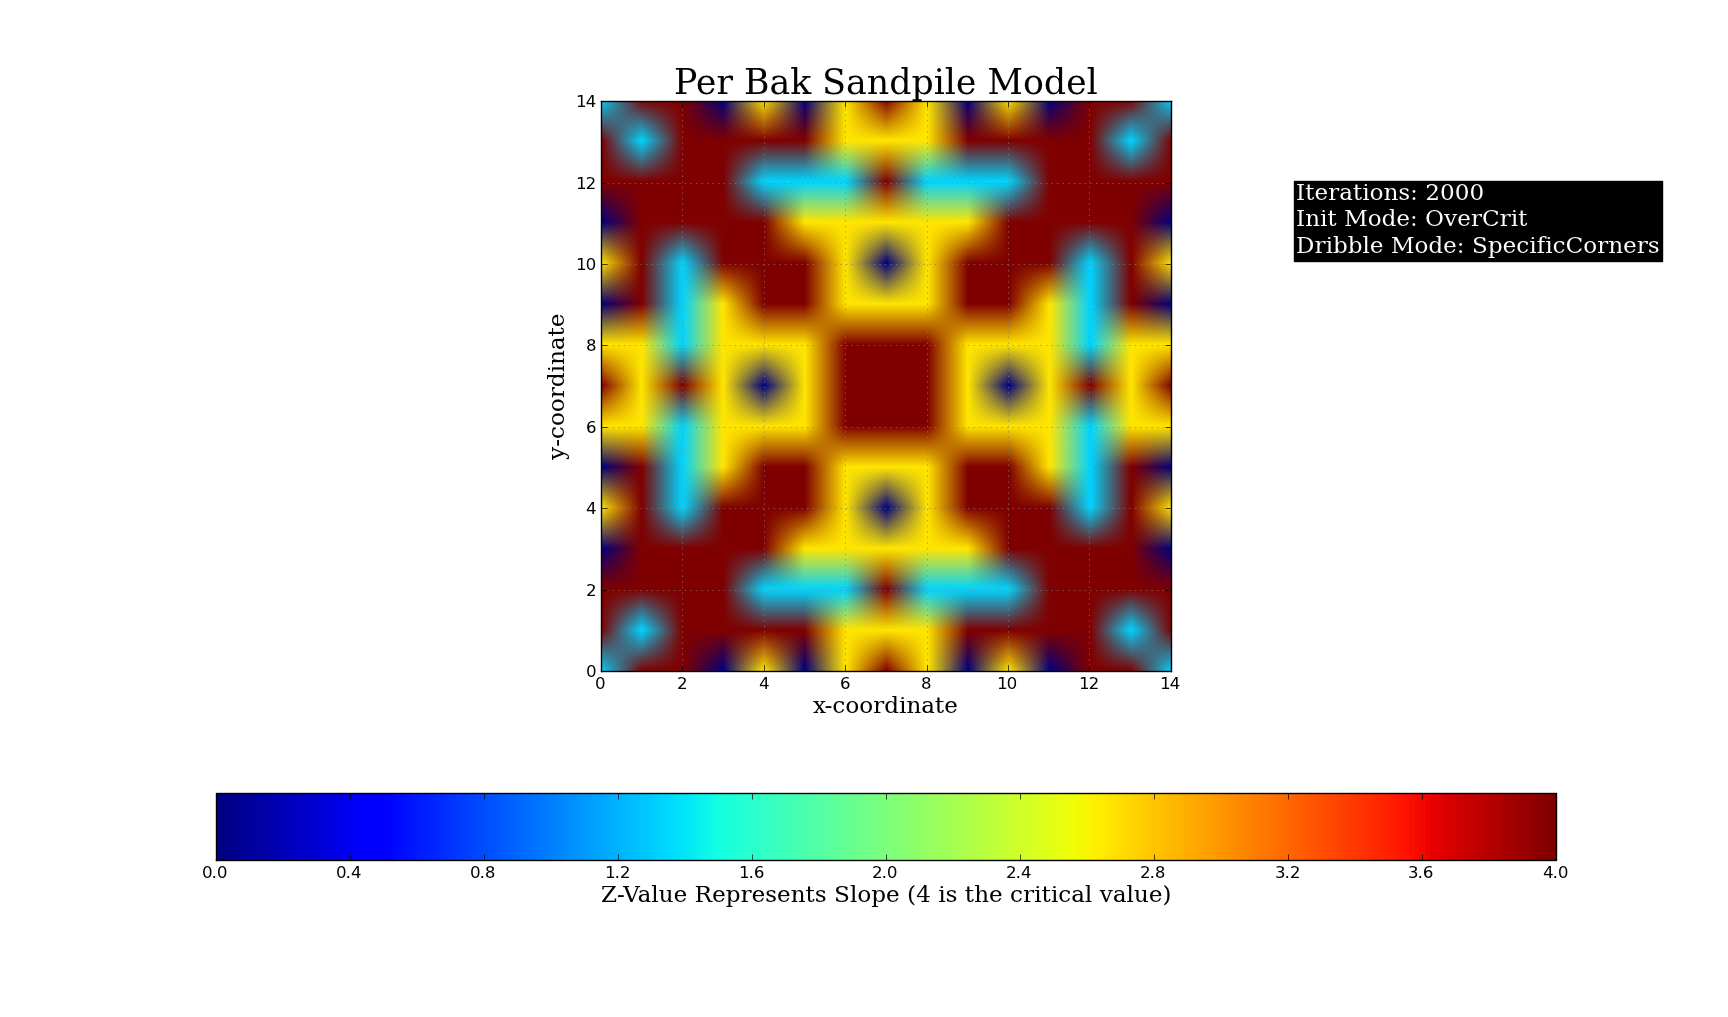 Per Bak Sandpile Model
14
12
10
8
6
4
2
0
y-coordinate
0 2 4 6 8 10 12 14
x-coordinate
Iterations: 2000
Init Mode: OverCrit
Dribble Mode: SpecificCorners
0.0 0.4 0.8 1.2 1.6 2.0 2.4 2.8 3.2 3.6 4.0
Z-Value Represents Slope (4 is the critical value)